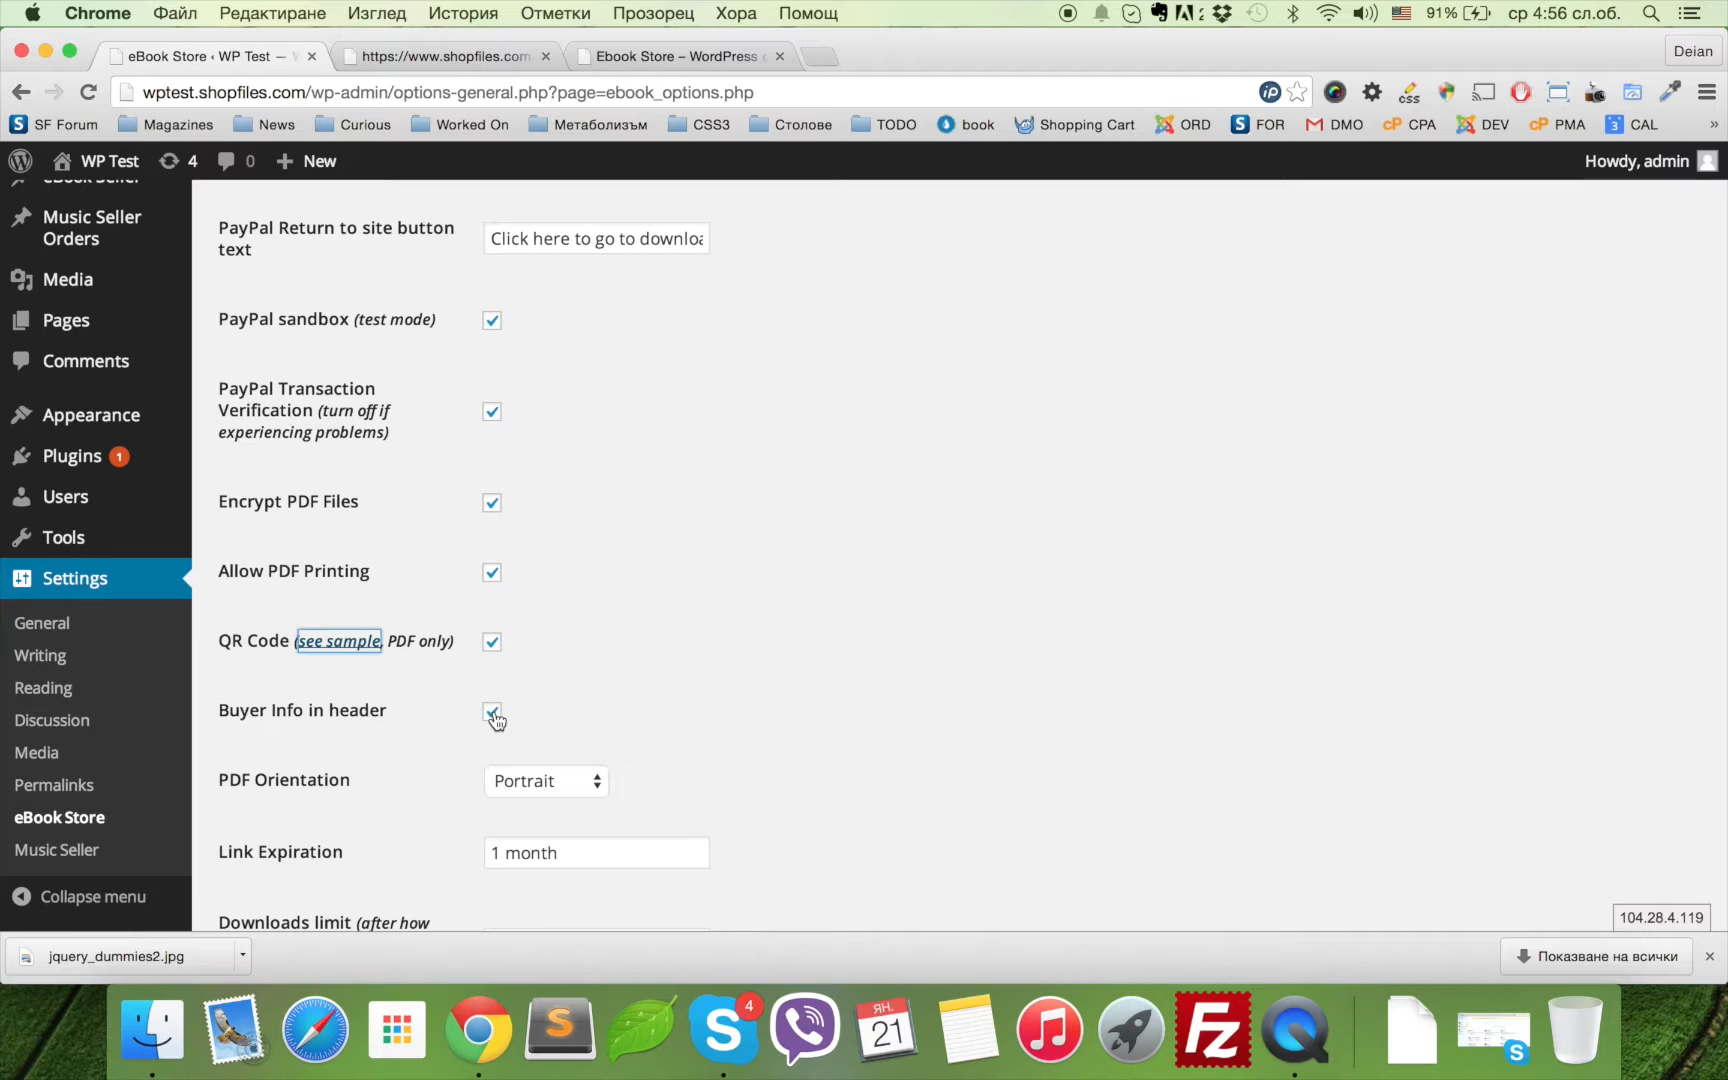 Chrome Файл Редактиране Изглед История Отметки Прозорец Хора Помощ 2 91% ср 4:56 сл.об.
eBook Store ‹ WP Test — https://www.shopfiles.com Ebook Store – WordPress Deian
wptest.shopfiles.com/wp-admin/options-general.php?page=ebook_options.php
SF Forum Magazines News Curious Worked On Метаболизъм CSS3 Столове TODO book Shopping Cart ORD FOR DMO CPA DEV PMA CAL »
WP Test 4 0 New Howdy, admin
eBook Seller
Music Seller
Orders
Media
Pages
Comments
Appearance
Plugins 1
Users
Tools
Settings
General
Writing
Reading
Discussion
Media
Permalinks
eBook Store
Music Seller
Collapse menu
PayPal Return to site button
text
Click here to go to downloa
PayPal sandbox (test mode)
PayPal Transaction
Verification (turn off if
experiencing problems)
Encrypt PDF Files
Allow PDF Printing
QR Code (see sample, PDF only)
Buyer Info in header
PDF Orientation Portrait
Link Expiration 1 month
Downloads limit (after how
104.28.4.119
jquery_dummies2.jpg Показване на всички
4
ЯН.
21